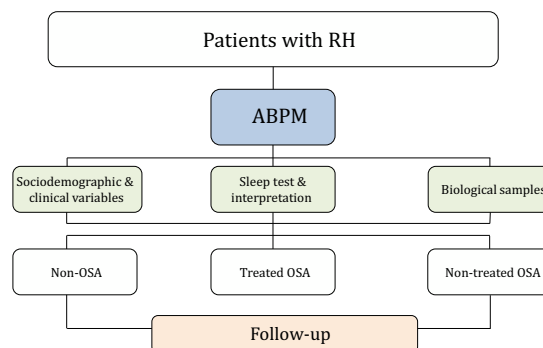 Patients with RH
ABPM
Sociodemographic &
clinical variables
Sleep test &
interpretation
Biological samples
Non-OSA
Treated OSA
Non-treated OSA
Follow-up